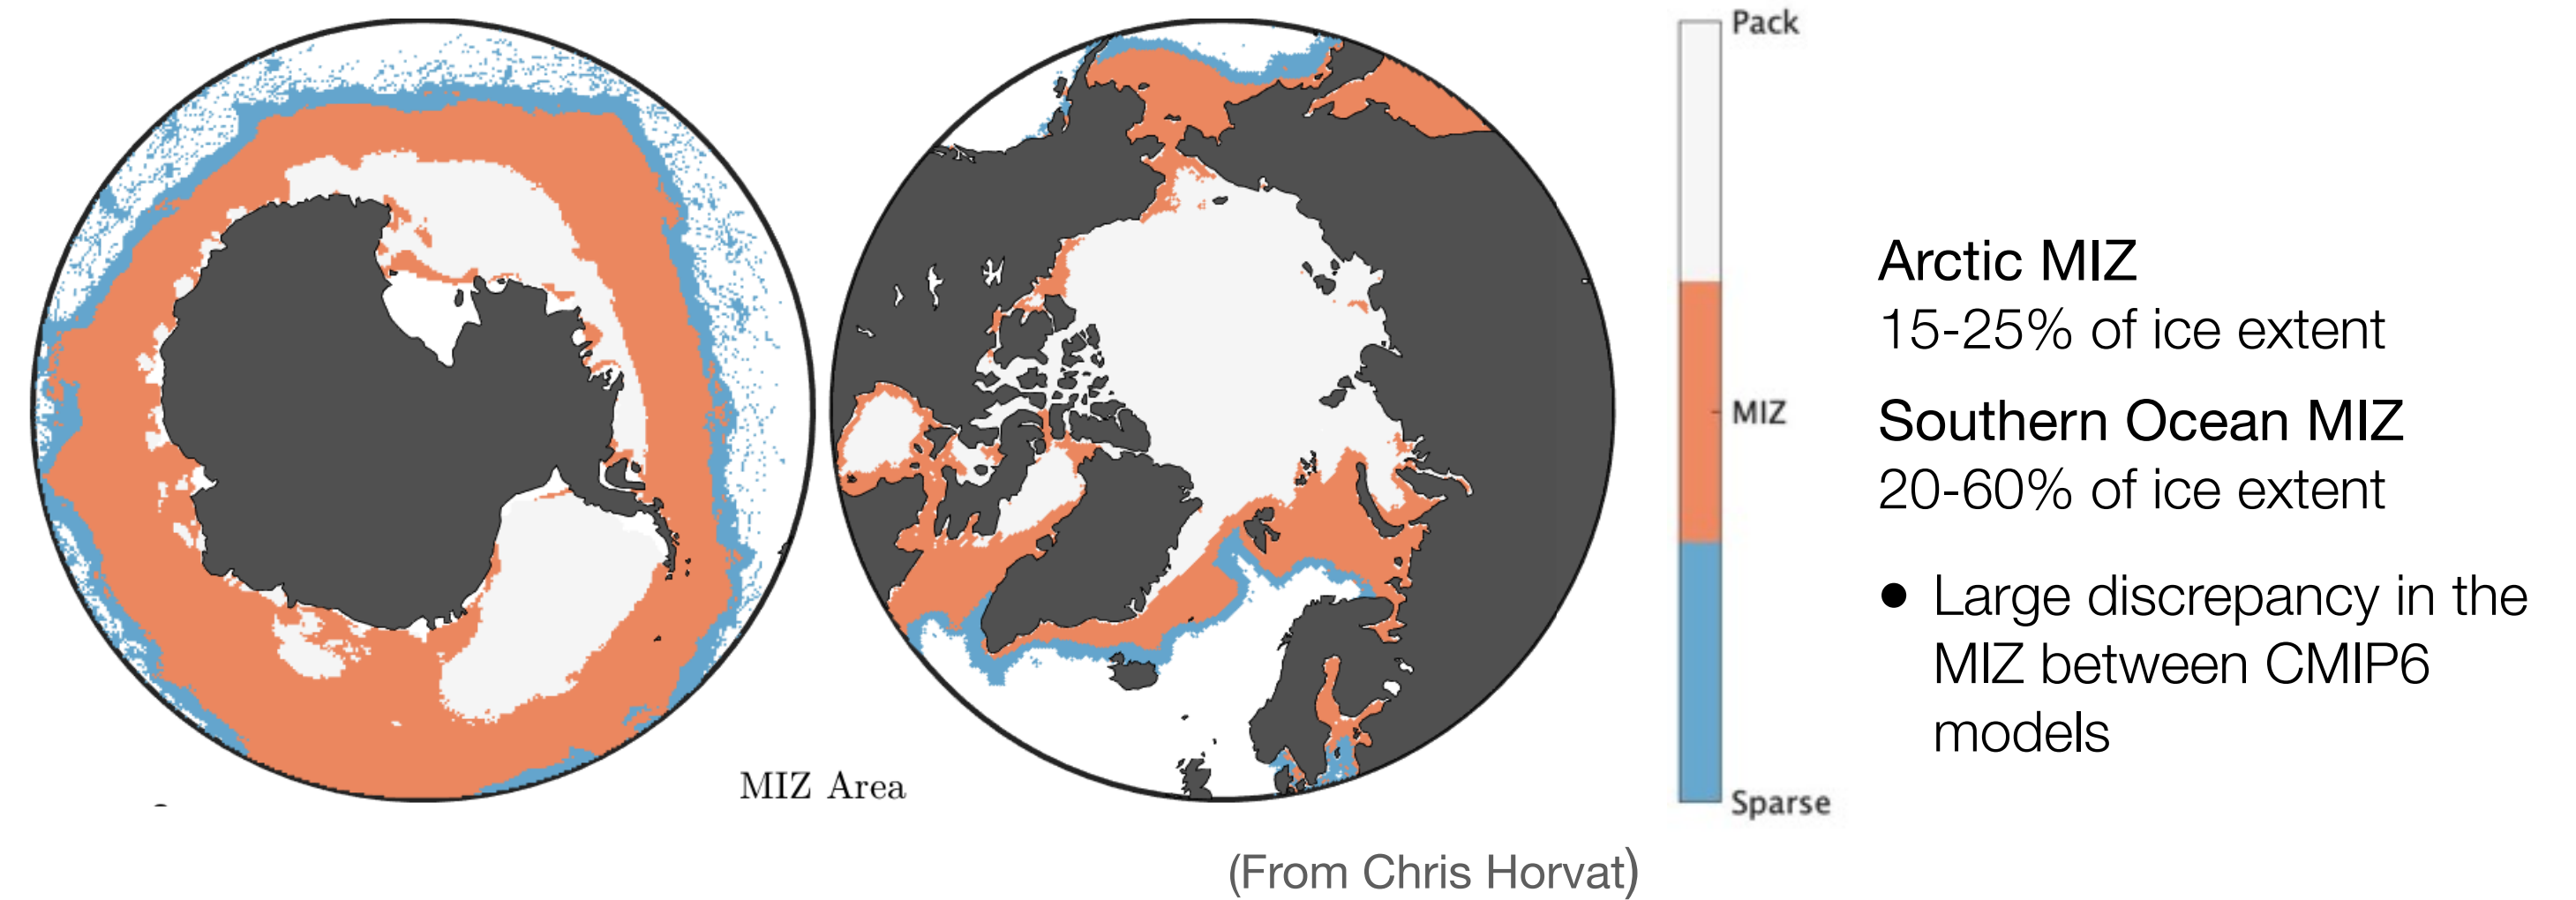 Pack
MIZ
Sparse
MIZ Area
(From Chris Horvat)
Arctic MIZ
15-25% of ice extent
Southern Ocean MIZ
20-60% of ice extent
● Large discrepancy in the
MIZ between CMIP6
models